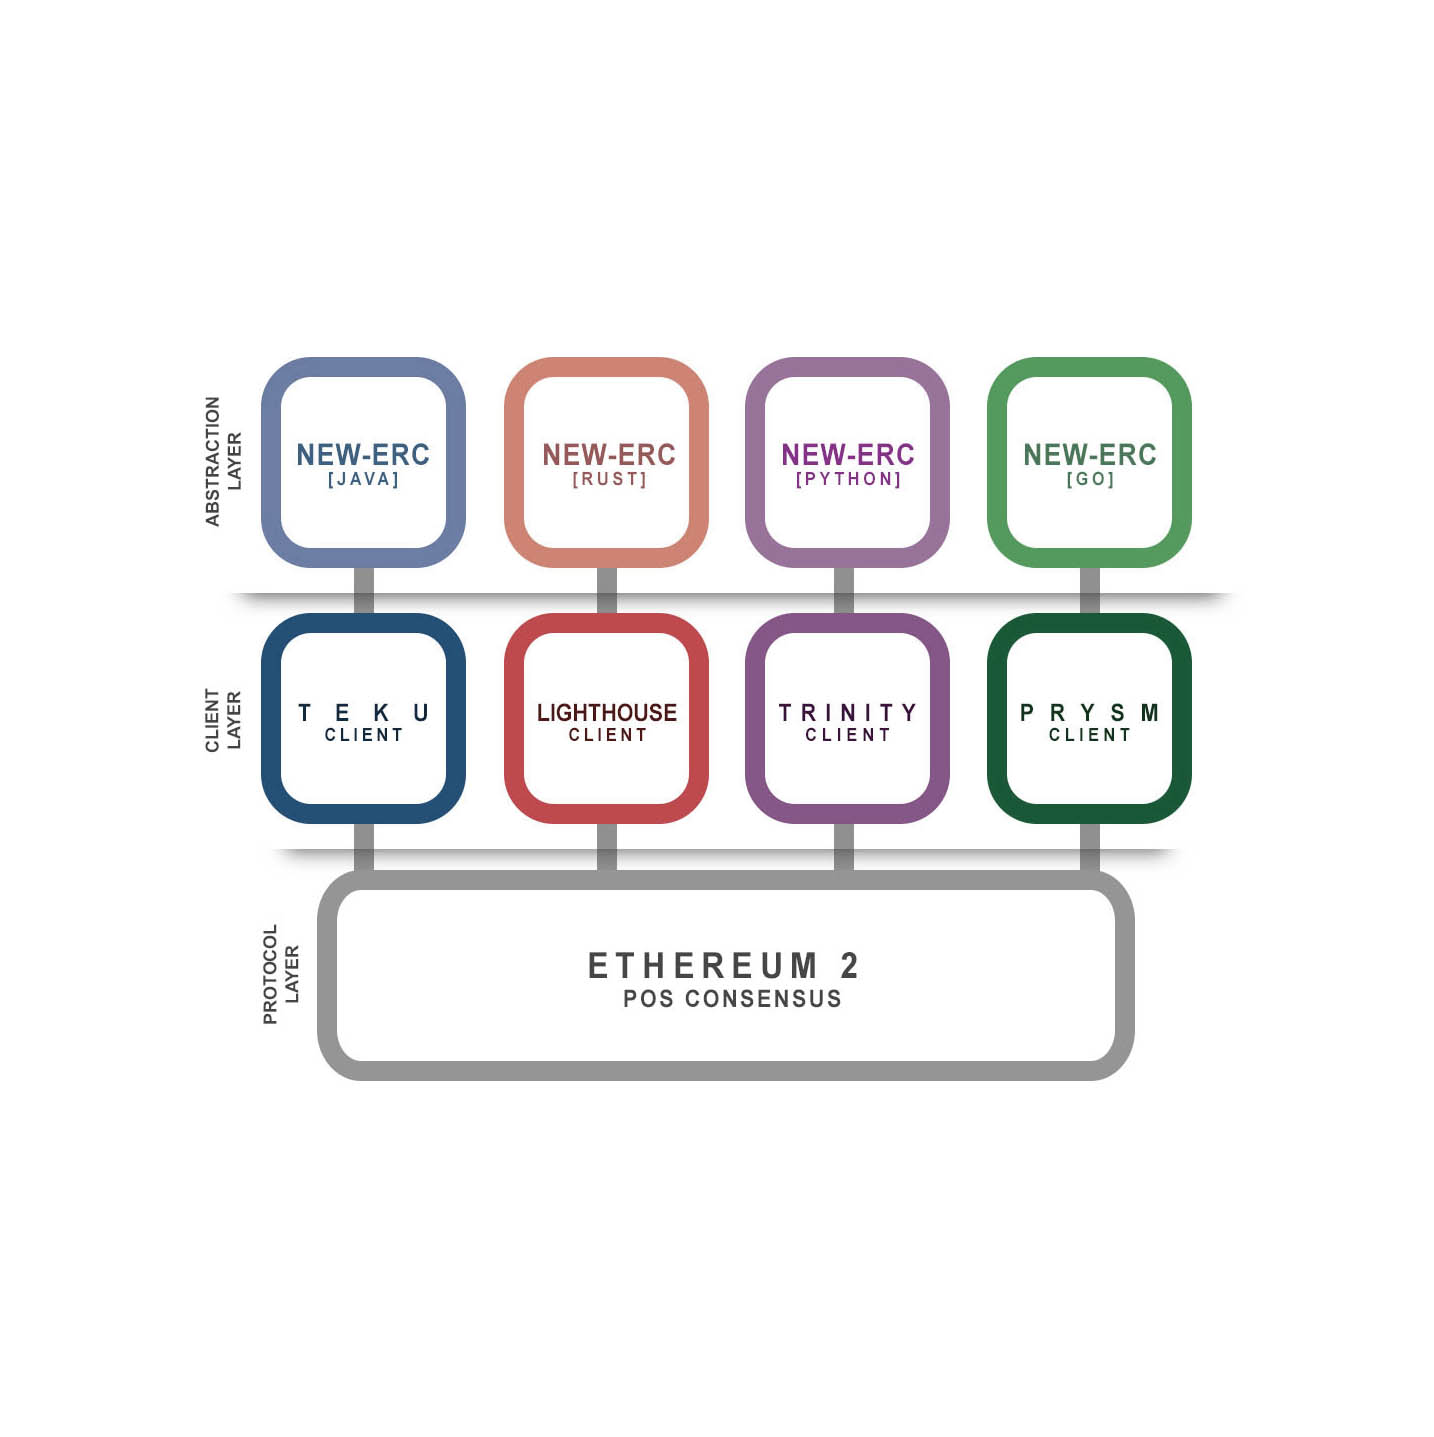 ABSTRACTION
LAYER
NEW-ERC
[JAVA]
NEW-ERC
[RUST]
NEW-ERC
[PYTHON]
NEW-ERC
[GO]
CLIENT
LAYER
TEKU
CLIENT
LIGHTHOUSE
CLIENT
TRINITY
CLIENT
PRYSM
CLIENT
PROTOCOL
LAYER
ETHEREUM 2
POS CONSENSUS